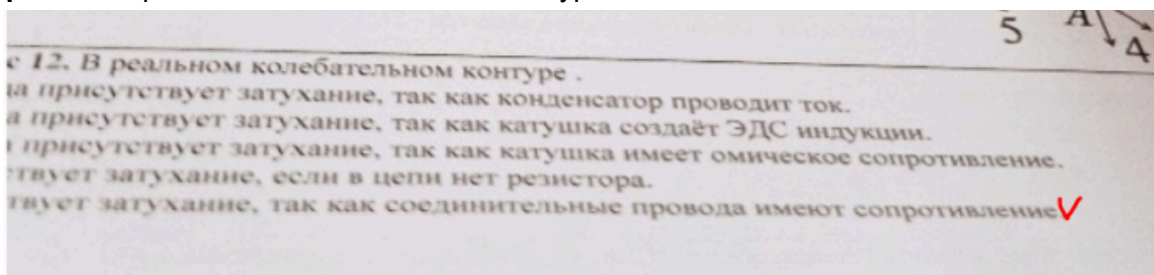 5 А 4
с 12. В реальном колебательном контуре .
присутствует затухание, так как конденсатор проводит ток.
а присутствует затухание, так как катушка создаёт ЭДС индукции.
присутствует затухание, так как катушка имеет омическое сопротивление.
твует затухание, если в цепи нет резистора.
твует затухание, так как соединительные провода имеют сопротивление